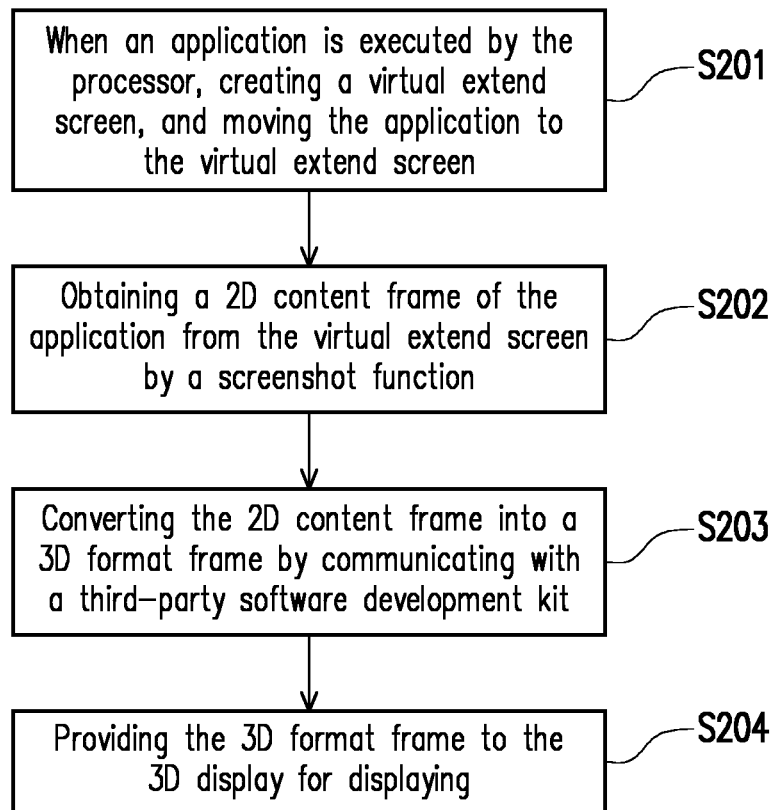 When an application is executed by the
processor, creating a virtual extend
screen, and moving the application to
the virtual extend screen
S201
Obtaining a 2D content frame of the
application from the virtual extend screen
by a screenshot function
S202
Converting the 2D content frame into a
3D format frame by communicating with
a third-party software development kit
S203
Providing the 3D format frame to the
3D display for displaying
S204